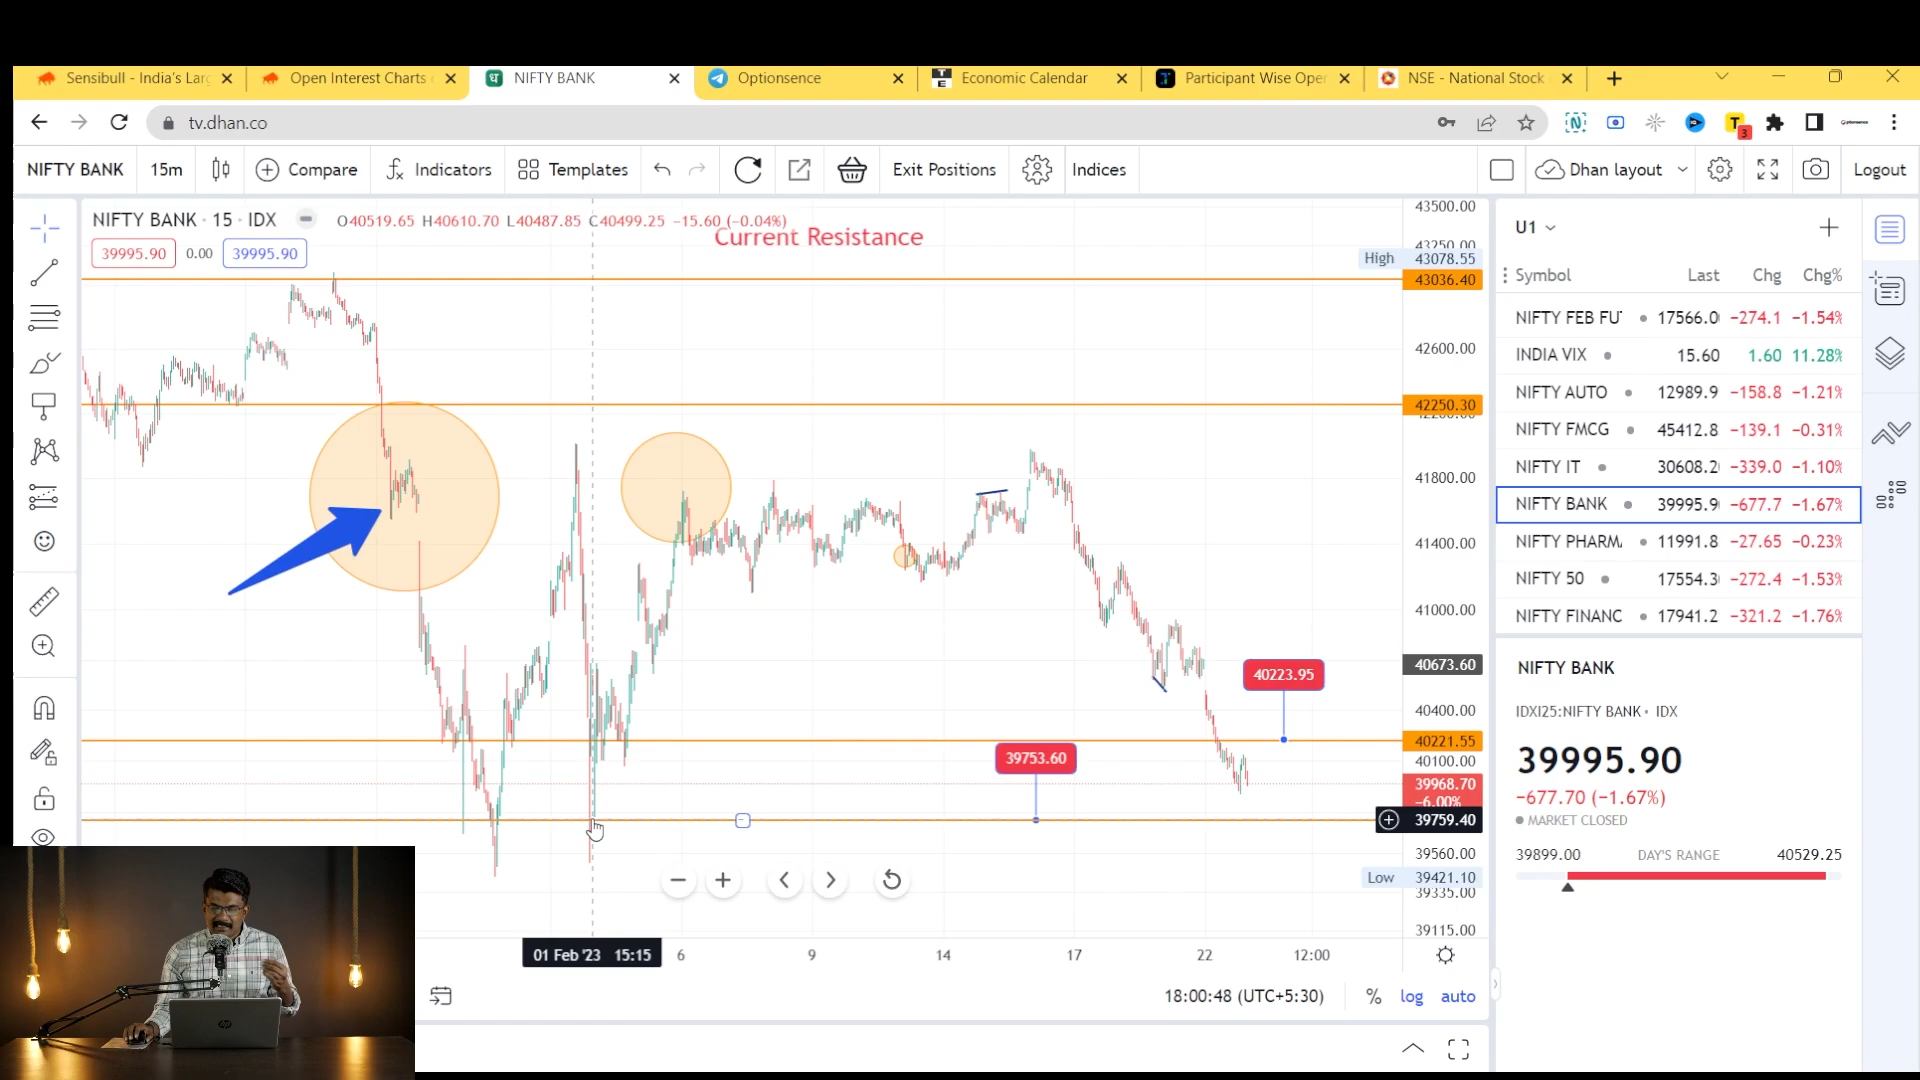 Sensibull - India's Larg
Open Interest Charts
NIFTY BANK
Optionsence
Economic Calendar
Participant Wise Oper
NSE - National Stock
tv.dhan.co
NIFTY BANK 15m Compare Indicators Templates Exit Positions Indices Dhan layout Logout
NIFTY BANK · 15 · IDX O40519.65 H40610.70 L40487.85 C40499.25 −15.60 (−0.04%)
Current Resistance
39995.90 0.00 39995.90
43500.00
43250.00
High 43078.55
43036.40
42600.00
42250.30
41800.00
41400.00
41000.00
40673.60
40223.95
40400.00
40221.55
39753.60
40100.00
39968.70
−6.00%
39759.40
39560.00
Low 39421.10
39335.00
39115.00
01 Feb '23 15:15 6 9 14 17 22 12:00
18:00:48 (UTC+5:30) % log auto
U1
Symbol Last Chg Chg%
NIFTY FEB FU 17566.0 −274.1 −1.54%
INDIA VIX 15.60 1.60 11.28%
NIFTY AUTO 12989.9 −158.8 −1.21%
NIFTY FMCG 45412.8 −139.1 −0.31%
NIFTY IT 30608.2 −339.0 −1.10%
NIFTY BANK 39995.9 −677.7 −1.67%
NIFTY PHARM 11991.8 −27.65 −0.23%
NIFTY 50 17554.3 −272.4 −1.53%
NIFTY FINANC 17941.2 −321.2 −1.76%
NIFTY BANK
IDXI25:NIFTY BANK · IDX
39995.90
−677.70 (−1.67%)
MARKET CLOSED
39899.00 DAY'S RANGE 40529.25